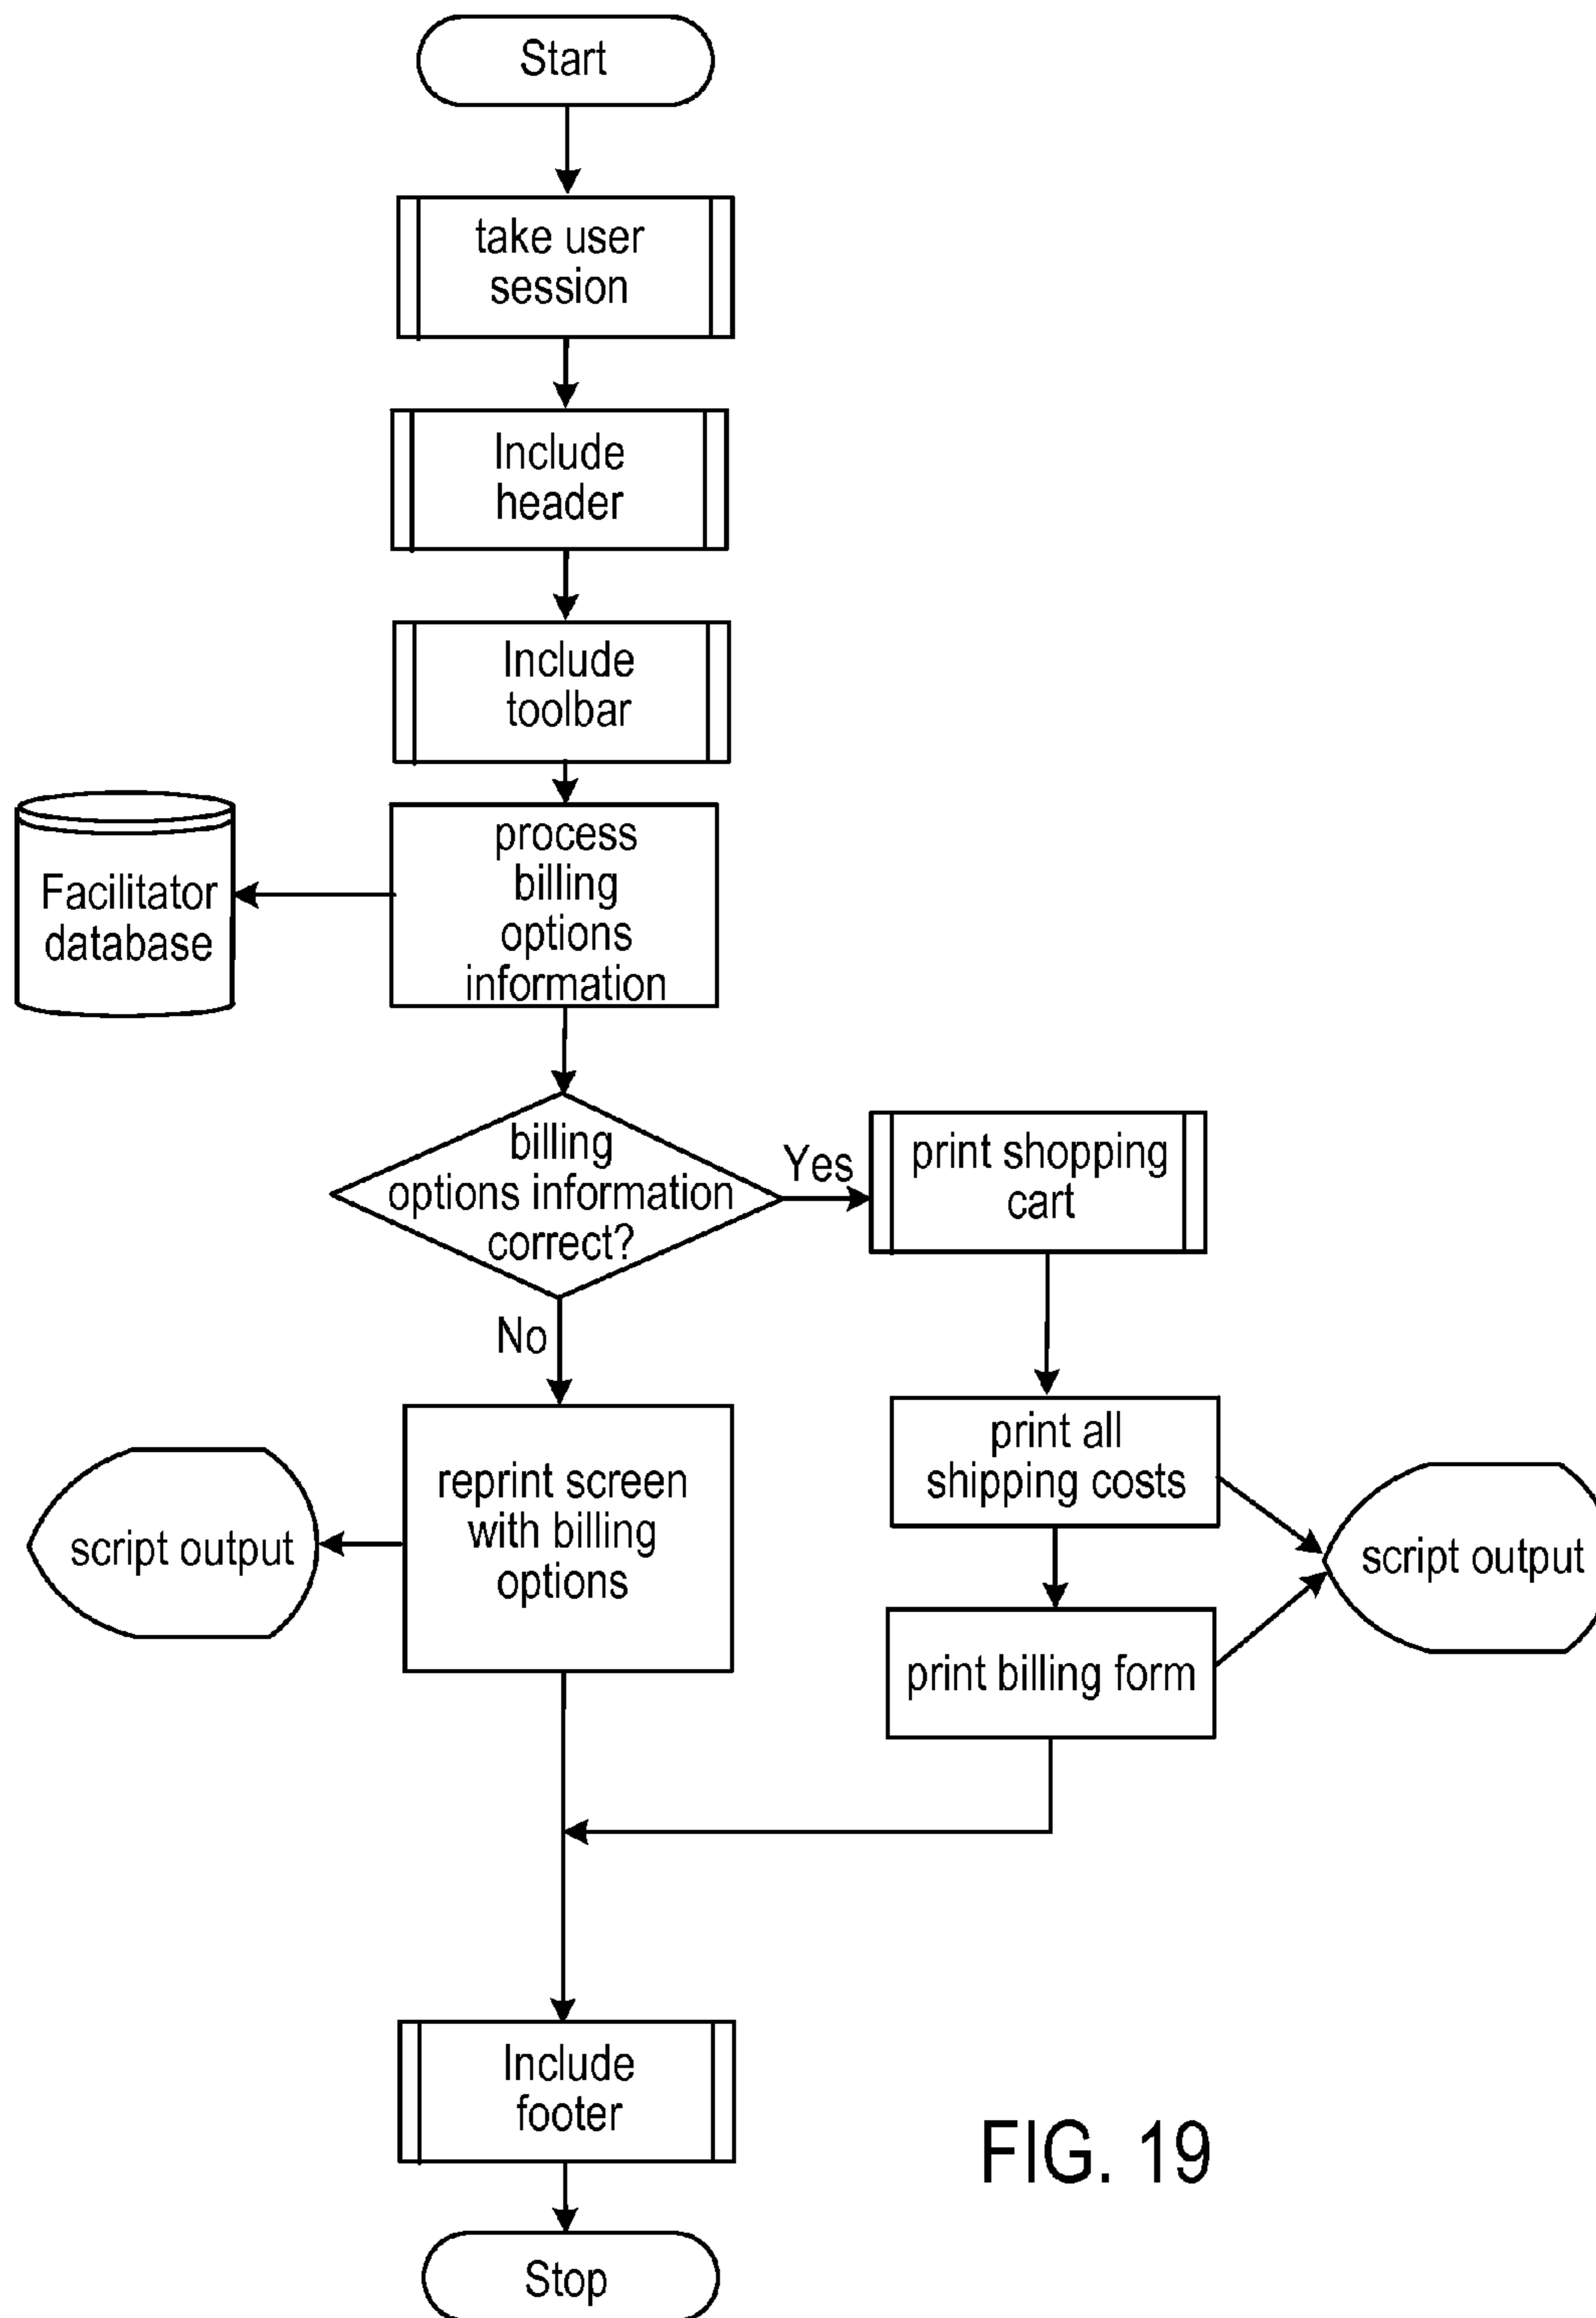 Start
take user
session
Include
header
Include
toolbar
process
billing
options
information
Facilitator
database
billing
options information
correct?
Yes
print shopping
cart
No
print all
shipping costs
reprint screen
with billing
options
script output
script output
print billing form
Include
footer
FIG. 19
Stop